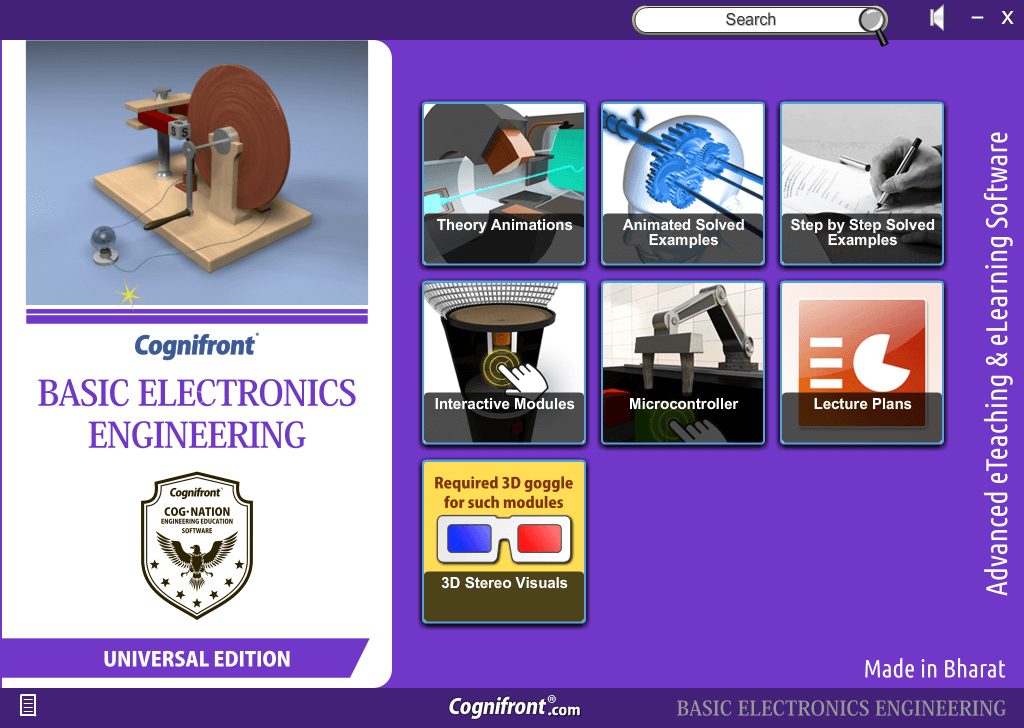 Search
X
S S
Cognifront
BASIC ELECTRONICS
ENGINEERING
Cognifront
COG•NATION
ENGINEERING EDUCATION
SOFTWARE
UNIVERSAL EDITION
Theory Animations
Animated Solved
Examples
Step by Step Solved
Examples
Interactive Modules
Microcontroller
Lecture Plans
Required 3D goggle
for such modules
3D Stereo Visuals
Advanced eTeaching & eLearning Software
Made in Bharat
Cognifront®.com
BASIC ELECTRONICS ENGINEERING